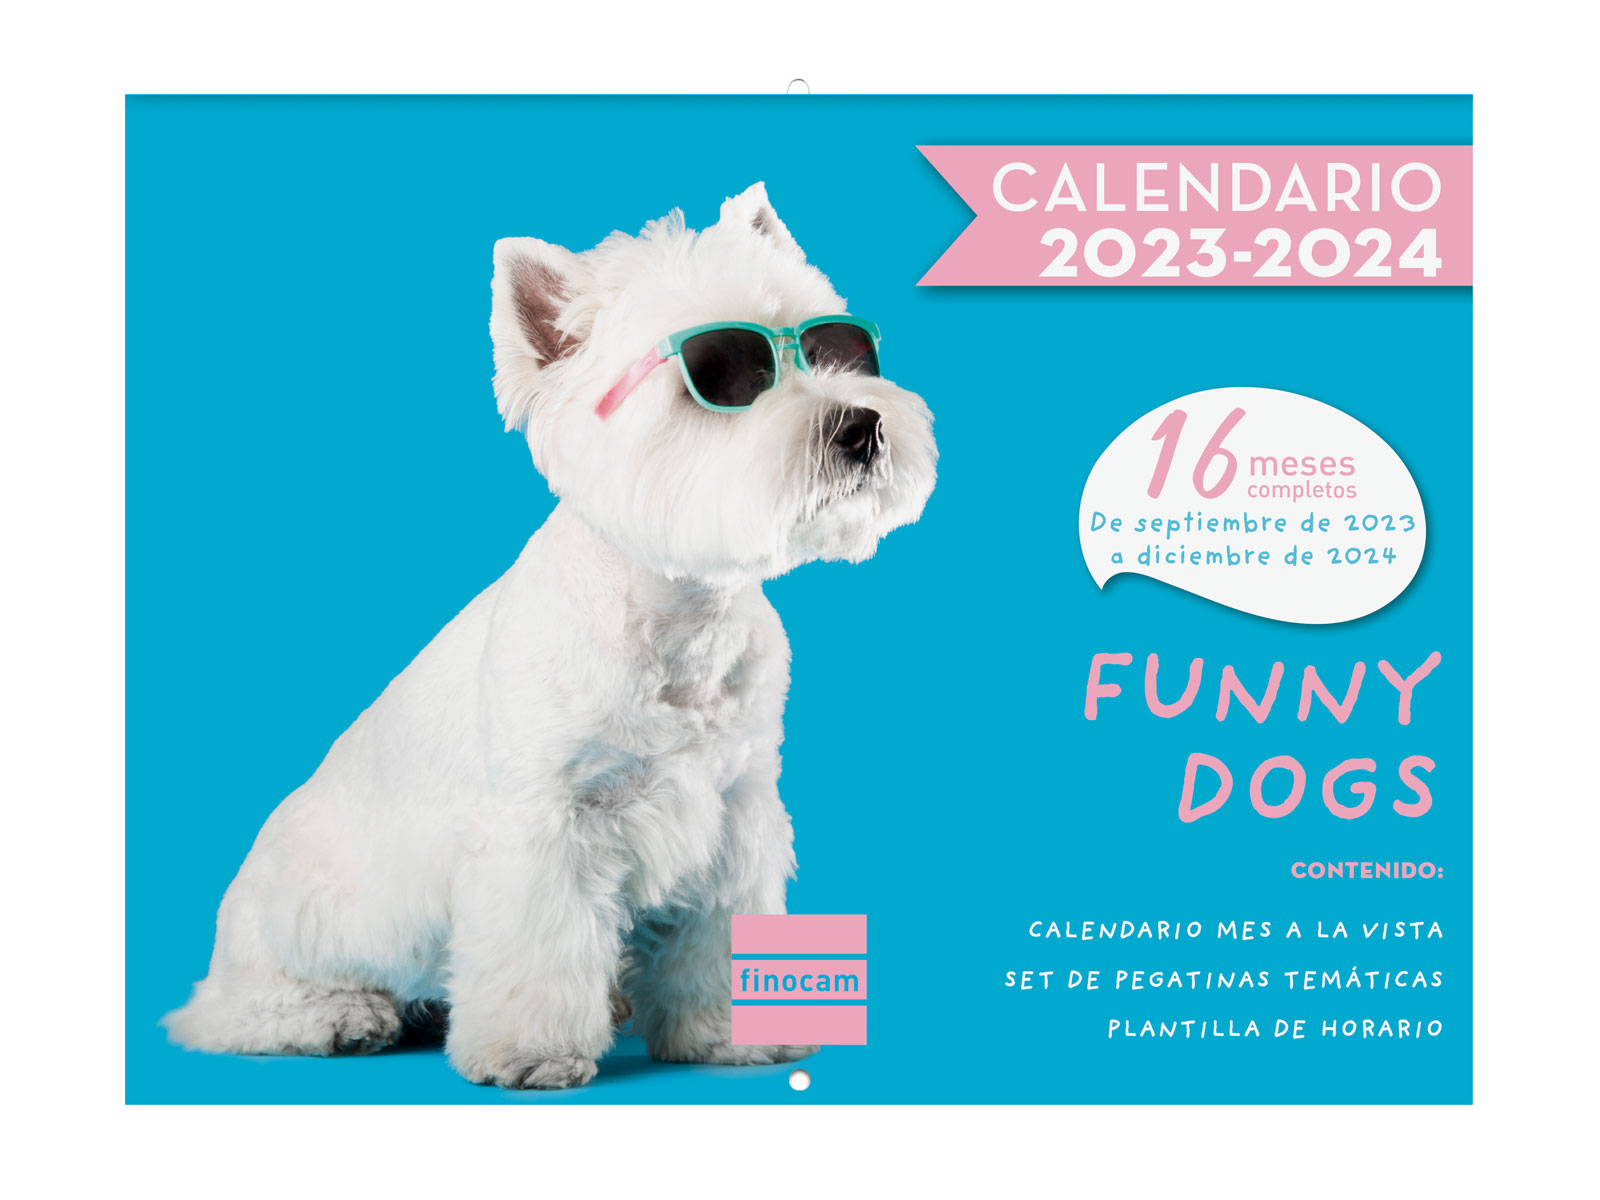 CALENDARIO
2023-2024
16 meses
completos
De septiembre de 2023
a diciembre de 2024
FUNNY
DOGS
CONTENIDO:
CALENDARIO MES A LA VISTA
SET DE PEGATINAS TEMÁTICAS
PLANTILLA DE HORARIO
finocam